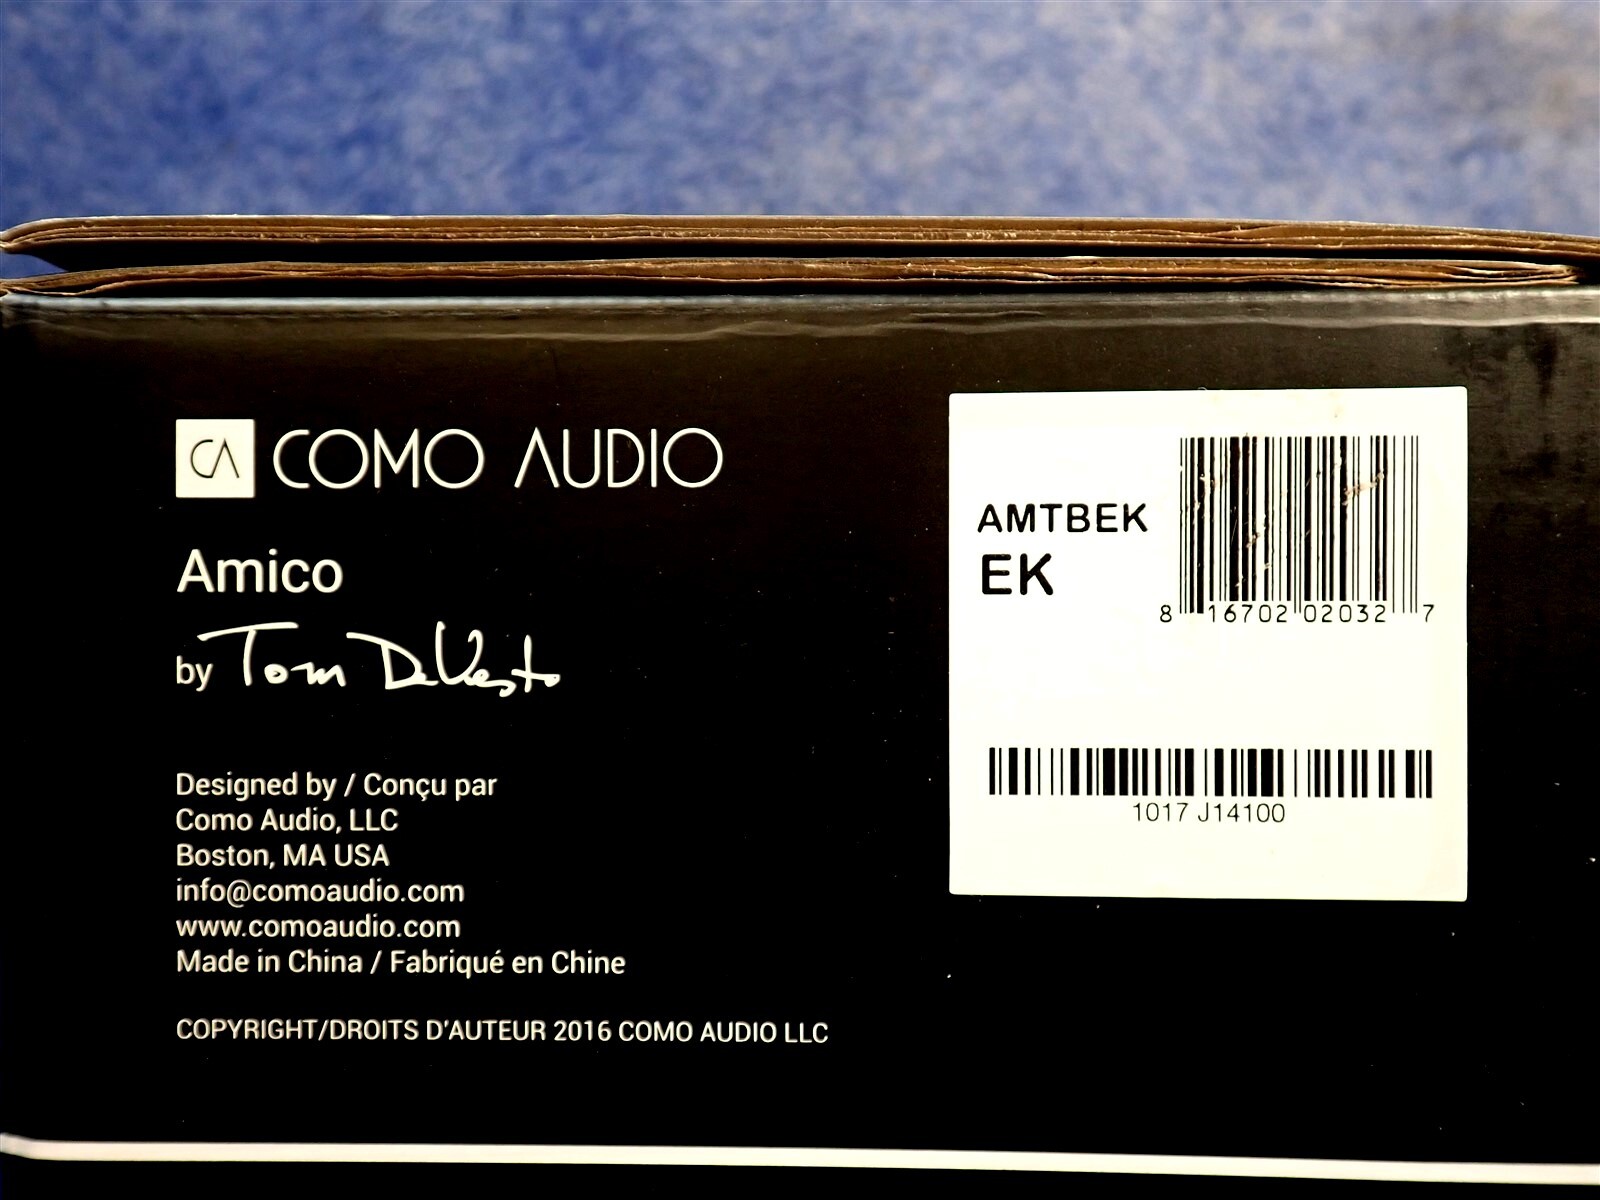 CA COMO AUDIO
Amico
by Tom DeVesto
Designed by / Conçu par
Como Audio, LLC
Boston, MA USA
info@comoaudio.com
www.comoaudio.com
Made in China / Fabriqué en Chine
COPYRIGHT/DROITS D'AUTEUR 2016 COMO AUDIO LLC
AMTBEK
EK
8 16702 02032 7
1017 J14100